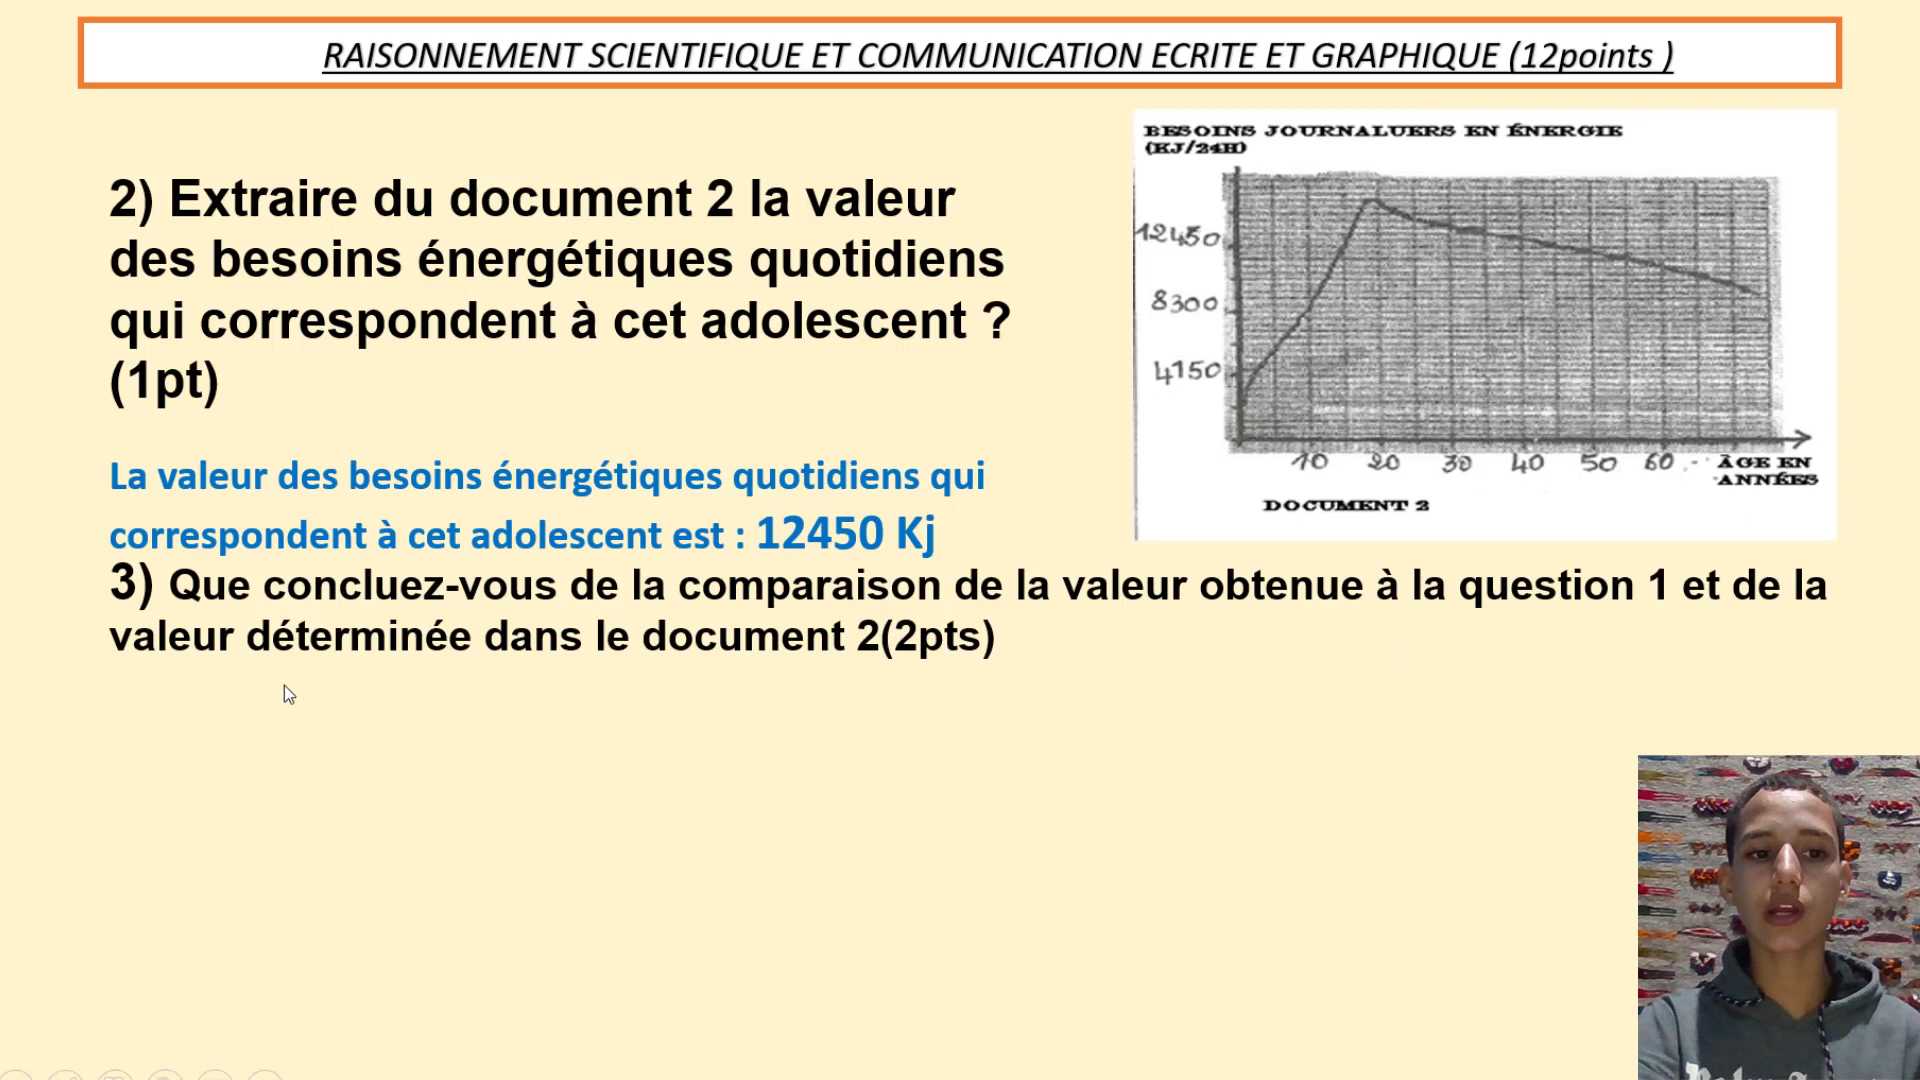 RAISONNEMENT SCIENTIFIQUE ET COMMUNICATION ECRITE ET GRAPHIQUE (12points )
2) Extraire du document 2 la valeur
des besoins énergétiques quotidiens
qui correspondent à cet adolescent ?
(1pt)
La valeur des besoins énergétiques quotidiens qui
correspondent à cet adolescent est : 12450 Kj
BESOINS JOURNALUERS EN ÉNERGIE
(KJ/24H)
12450
8300
4150
10 20 30 40 50 60 .. ÂGE EN
ANNÉES
DOCUMENT 2
3) Que concluez-vous de la comparaison de la valeur obtenue à la question 1 et de la
valeur déterminée dans le document 2(2pts)